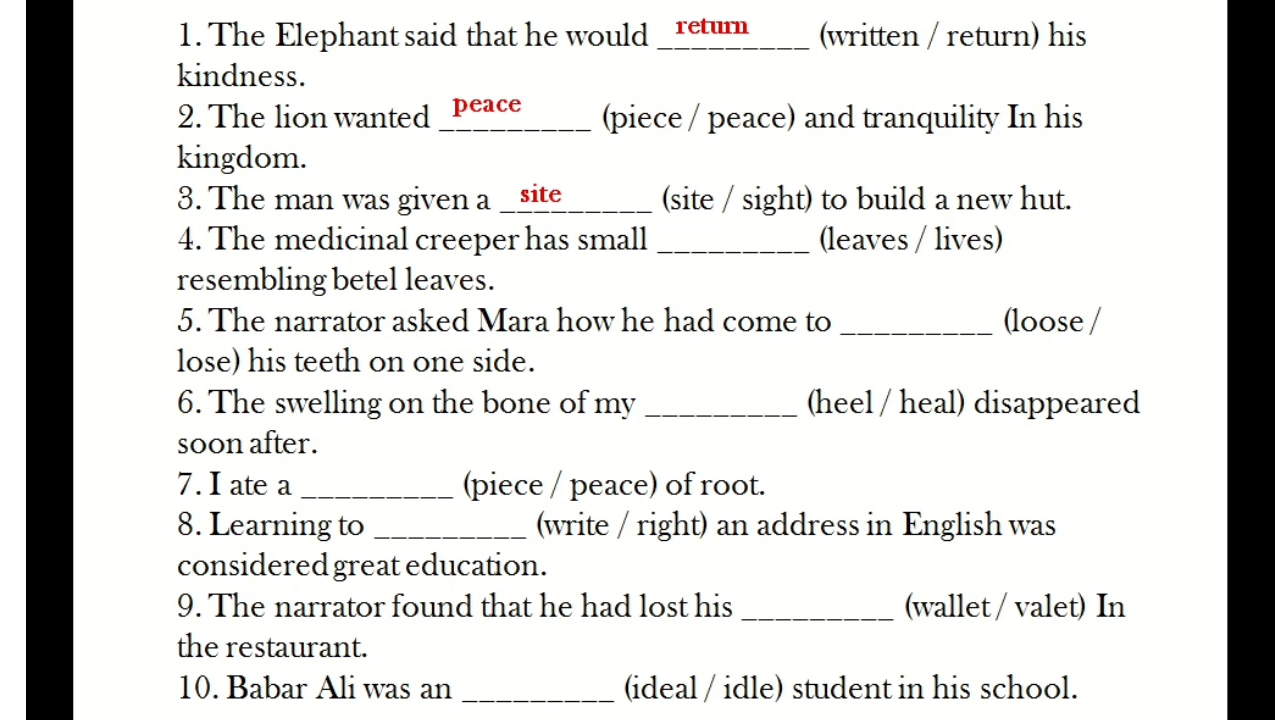 1. The Elephant said that he would return _________ (written / return) his
kindness.
2. The lion wanted peace _________ (piece / peace) and tranquility In his
kingdom.
3. The man was given a site _________ (site / sight) to build a new hut.
4. The medicinal creeper has small _________ (leaves / lives)
resembling betel leaves.
5. The narrator asked Mara how he had come to _________ (loose /
lose) his teeth on one side.
6. The swelling on the bone of my _________ (heel / heal) disappeared
soon after.
7. I ate a _________ (piece / peace) of root.
8. Learning to _________ (write / right) an address in English was
considered great education.
9. The narrator found that he had lost his _________ (wallet / valet) In
the restaurant.
10. Babar Ali was an _________ (ideal / idle) student in his school.